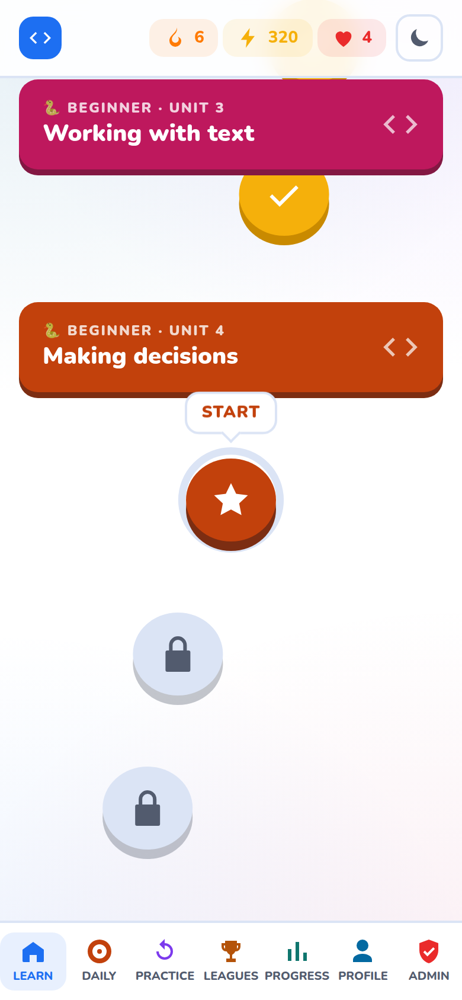 6
320
4
BEGINNER · UNIT 3
Working with text
BEGINNER · UNIT 4
Making decisions
START
LEARN
DAILY
PRACTICE
LEAGUES
PROGRESS
PROFILE
ADMIN